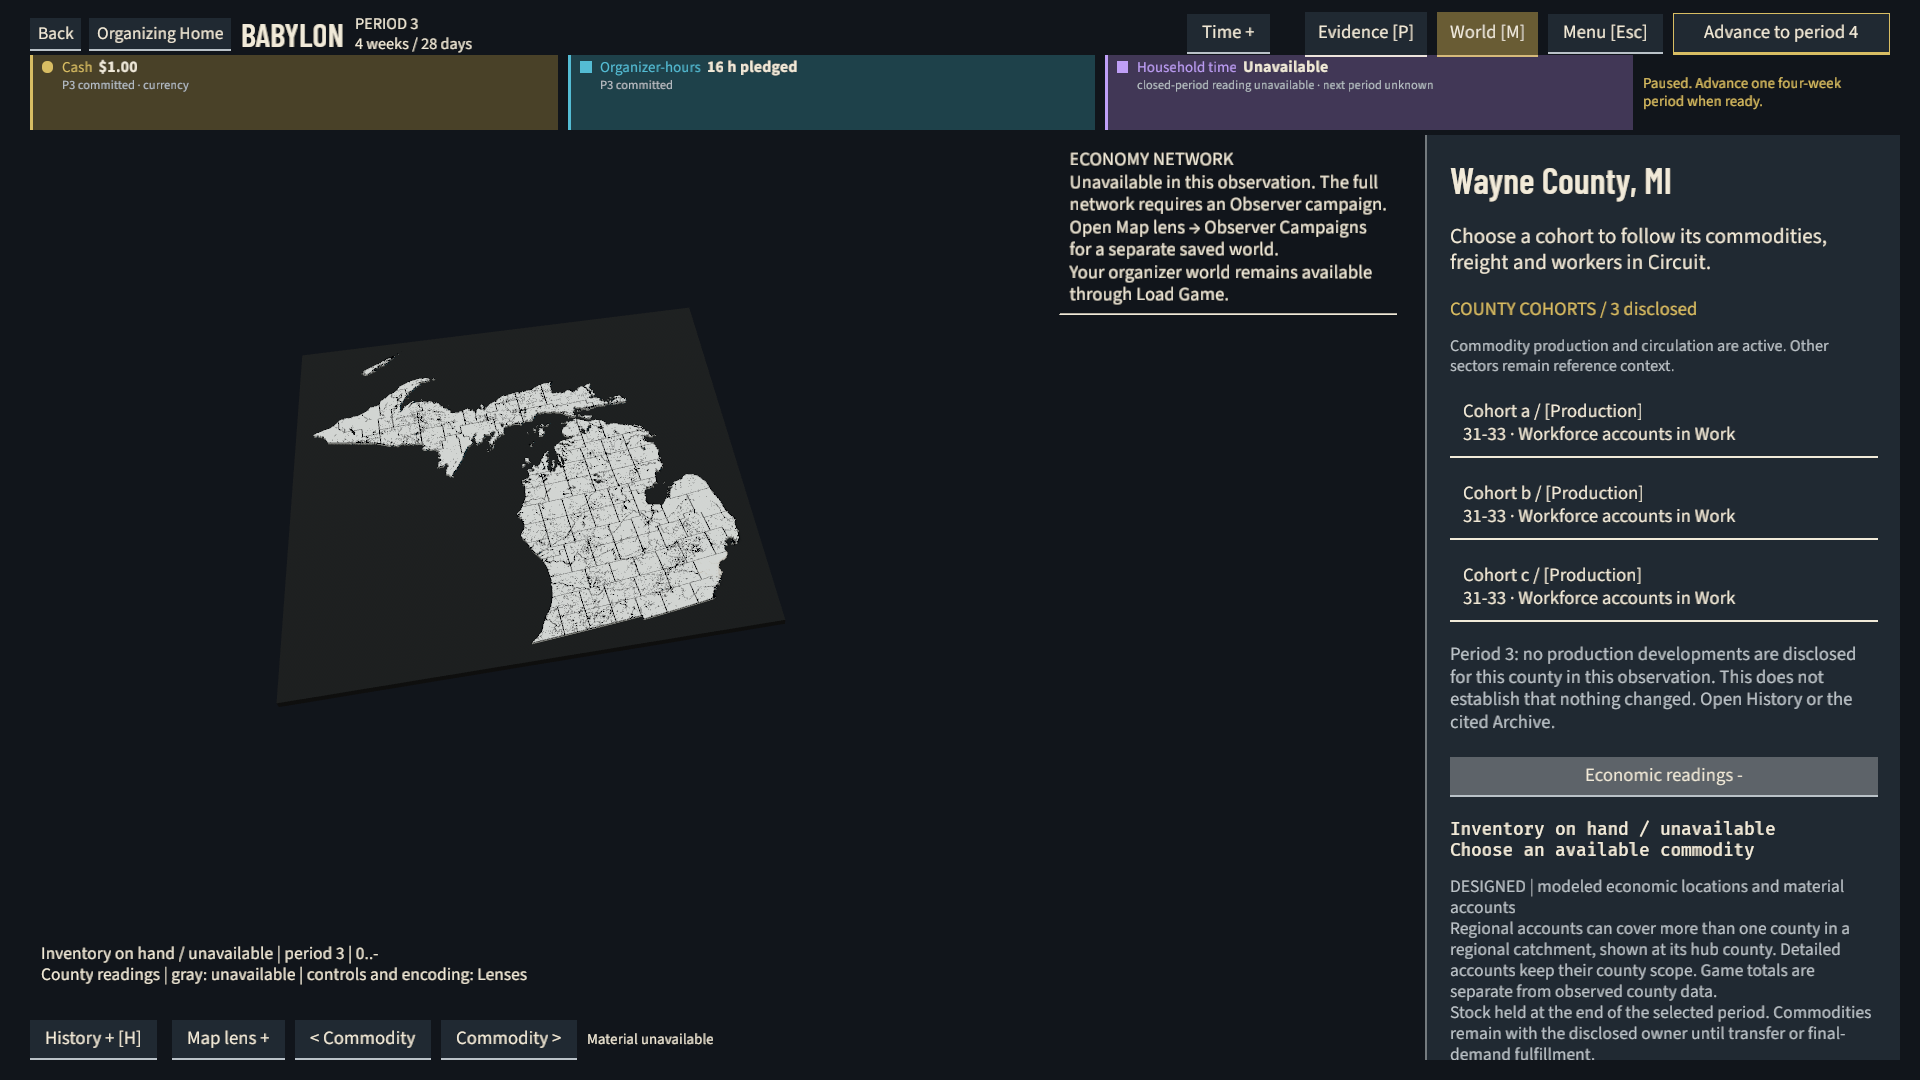 Back
Organizing Home
BABYLON
PERIOD 3
4 weeks / 28 days
Time +
Evidence [P]
World [M]
Menu [Esc]
Advance to period 4
Cash $1.00
P3 committed · currency
Organizer-hours 16 h pledged
P3 committed
Household time Unavailable
closed-period reading unavailable · next period unknown
Paused. Advance one four-week
period when ready.
ECONOMY NETWORK
Unavailable in this observation. The full
network requires an Observer campaign.
Open Map lens → Observer Campaigns
for a separate saved world.
Your organizer world remains available
through Load Game.
Wayne County, MI
Choose a cohort to follow its commodities,
freight and workers in Circuit.
COUNTY COHORTS / 3 disclosed
Commodity production and circulation are active. Other
sectors remain reference context.
Cohort a / [Production]
31-33 · Workforce accounts in Work
Cohort b / [Production]
31-33 · Workforce accounts in Work
Cohort c / [Production]
31-33 · Workforce accounts in Work
Period 3: no production developments are disclosed
for this county in this observation. This does not
establish that nothing changed. Open History or the
cited Archive.
Economic readings -
Inventory on hand / unavailable
Choose an available commodity
DESIGNED | modeled economic locations and material
accounts
Regional accounts can cover more than one county in a
regional catchment, shown at its hub county. Detailed
accounts keep their county scope. Game totals are
separate from observed county data.
Stock held at the end of the selected period. Commodities
remain with the disclosed owner until transfer or final-
demand fulfillment.
Inventory on hand / unavailable | period 3 | 0..-
County readings | gray: unavailable | controls and encoding: Lenses
History + [H]
Map lens +
< Commodity
Commodity >
Material unavailable